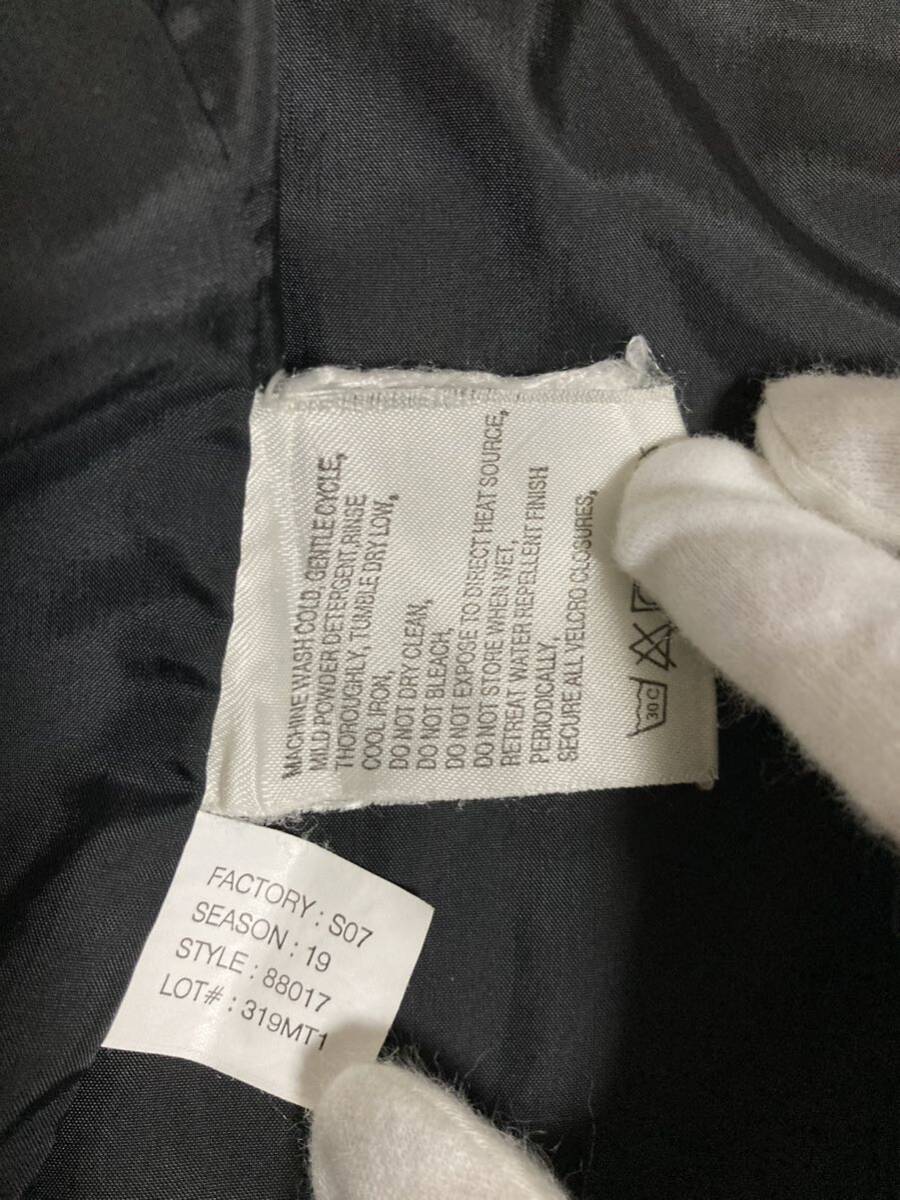 MACHINE WASH COLD, GENTLE CYCLE,
MILD POWDER DETERGENT,RINSE
THOROUGHLY, TUMBLE DRY LOW,
COOL IRON,
DO NOT DRY CLEAN,
DO NOT BLEACH,
DO NOT EXPOSE TO DIRECT HEAT SOURCE,
DO NOT STORE WHEN WET,
RETREAT WATER REPELLENT FINISH
PERIODICALLY,
SECURE ALL VELCRO CLOSURES,
30 C
FACTORY : S07
SEASON : 19
STYLE : 88017
LOT# : 319MT1